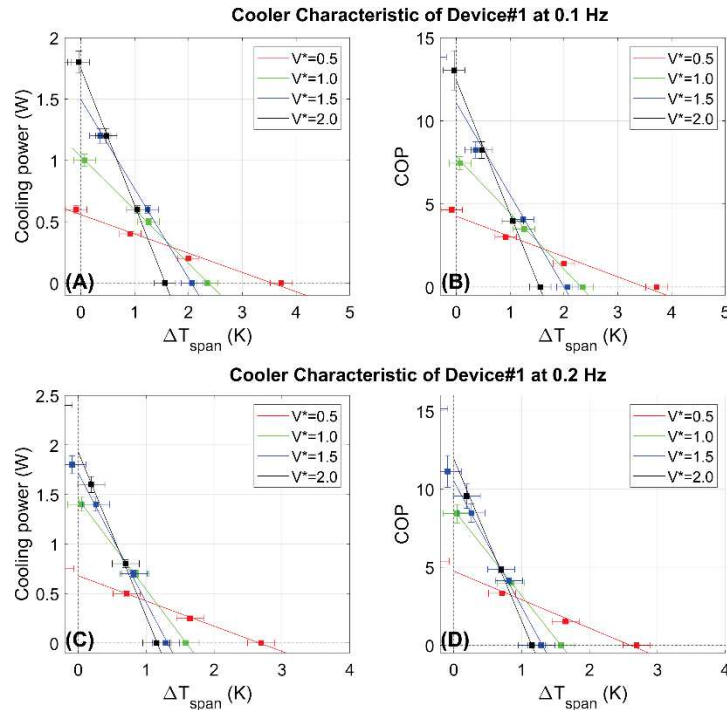 Cooler Characteristic of Device#1 at 0.1 Hz
Cooling power (W)
2
1.5
1
0.5
0
V*=0.5
V*=1.0
V*=1.5
V*=2.0
(A)
0 1 2 3 4 5
ΔTspan (K)
COP
15
10
5
0
V*=0.5
V*=1.0
V*=1.5
V*=2.0
(B)
0 1 2 3 4 5
ΔTspan (K)
Cooler Characteristic of Device#1 at 0.2 Hz
Cooling power (W)
2.5
2
1.5
1
0.5
0
V*=0.5
V*=1.0
V*=1.5
V*=2.0
(C)
0 1 2 3 4
ΔTspan (K)
COP
15
10
5
0
V*=0.5
V*=1.0
V*=1.5
V*=2.0
(D)
0 1 2 3 4
ΔTspan (K)